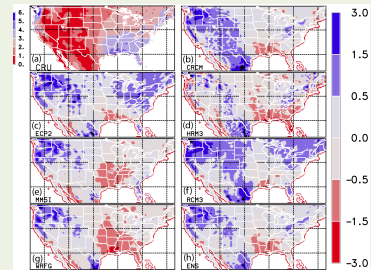 6.
5.
4.
3.
2.
1.
0.
(a)
CRU
(b)
CRCM
(c)
ECP2
(d)
HRM3
(e)
MM5I
(f)
RCM3
(g)
WRFG
(h)
ENS
3.0
1.5
0.5
0.0
-0.5
-1.5
-3.0